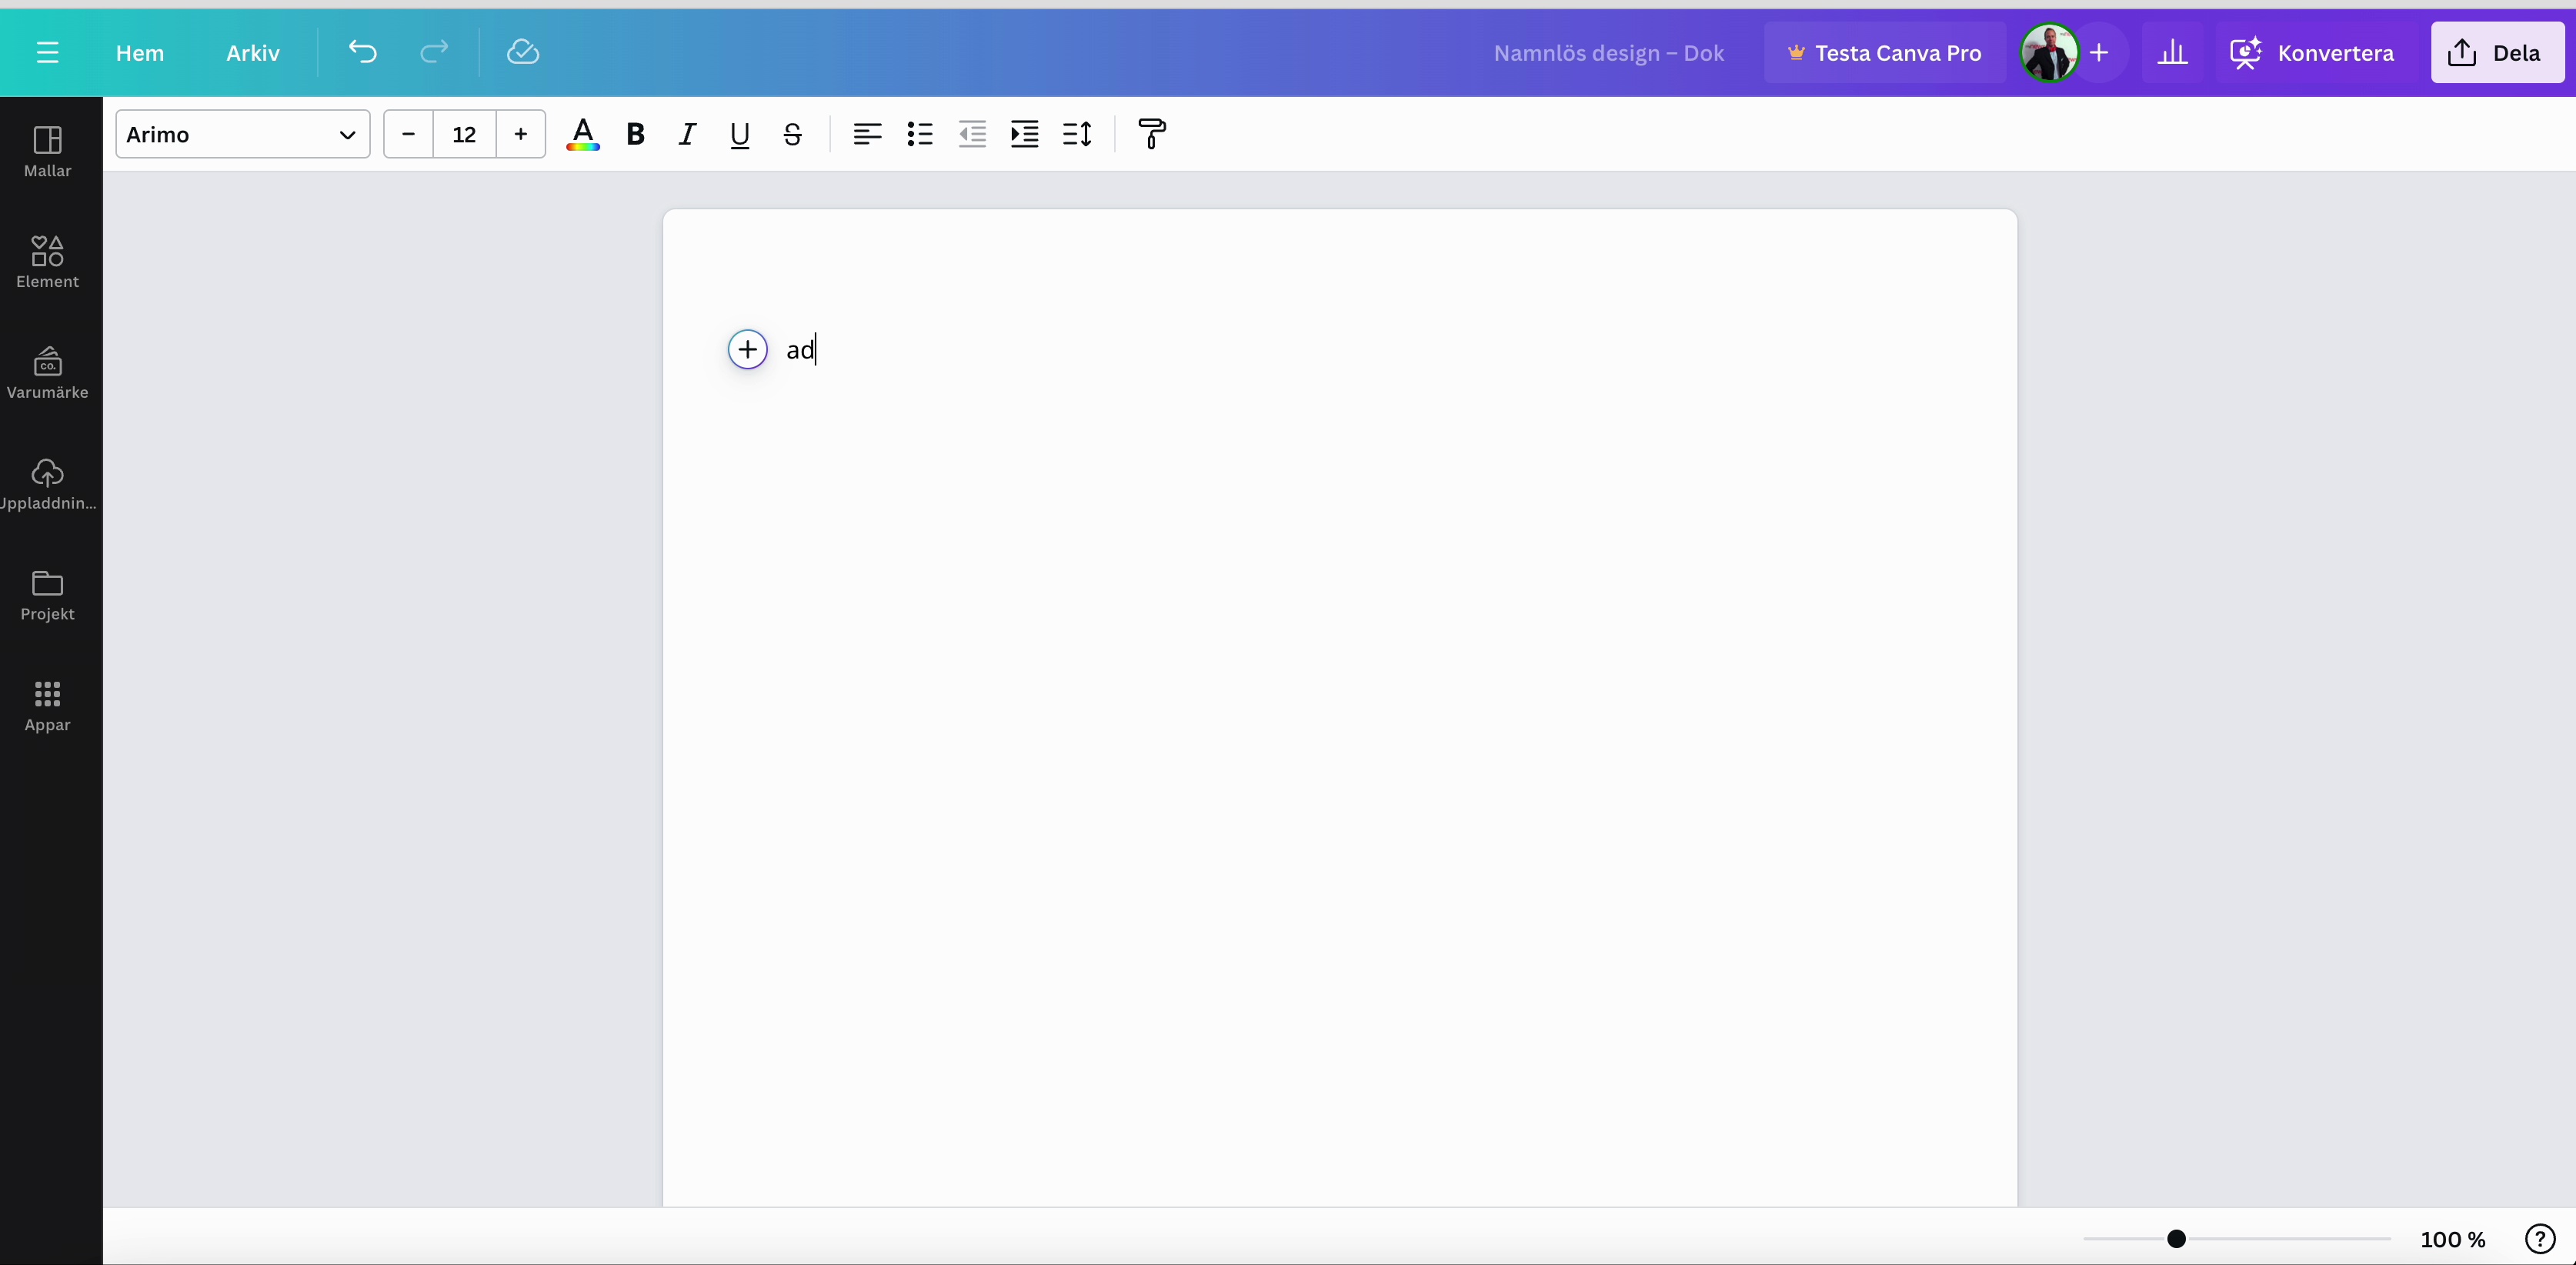 Hem Arkiv Namnlös design – Dok Testa Canva Pro Konvertera Dela
Arimo − 12 + A B I U S
Mallar
Element
CO.
Varumärke
Uppladdnin...
Projekt
Appar
ad
100 % ?